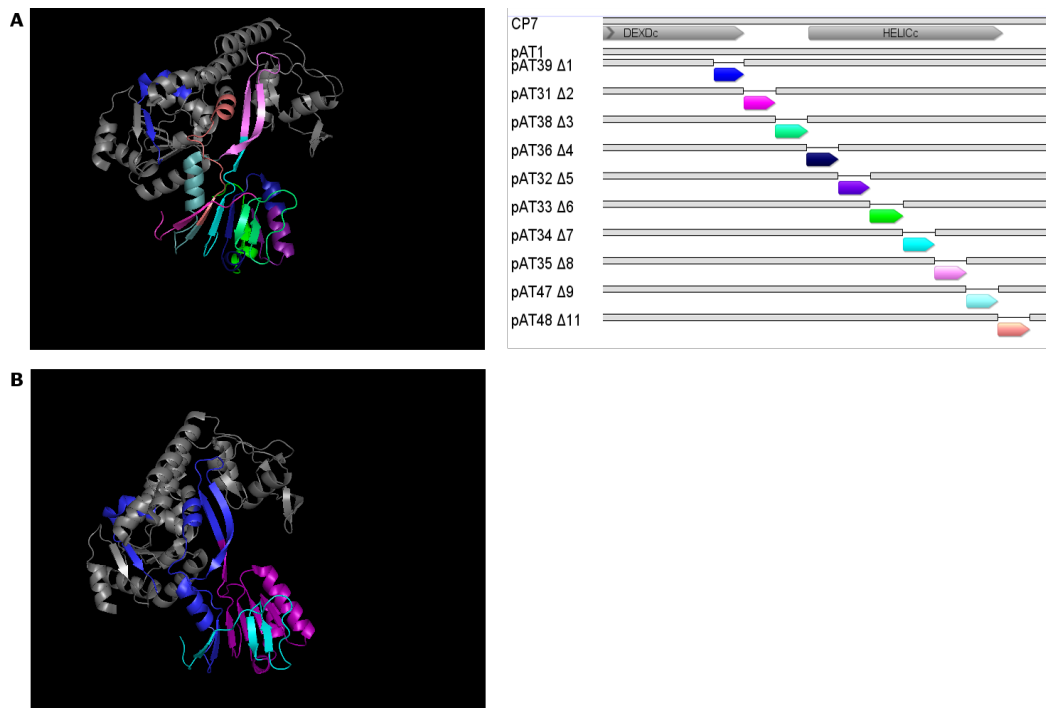 A
CP7
DEXDc
HELICc
pAT1
pAT39 Δ1
pAT31 Δ2
pAT38 Δ3
pAT36 Δ4
pAT32 Δ5
pAT33 Δ6
pAT34 Δ7
pAT35 Δ8
pAT47 Δ9
pAT48 Δ11
B